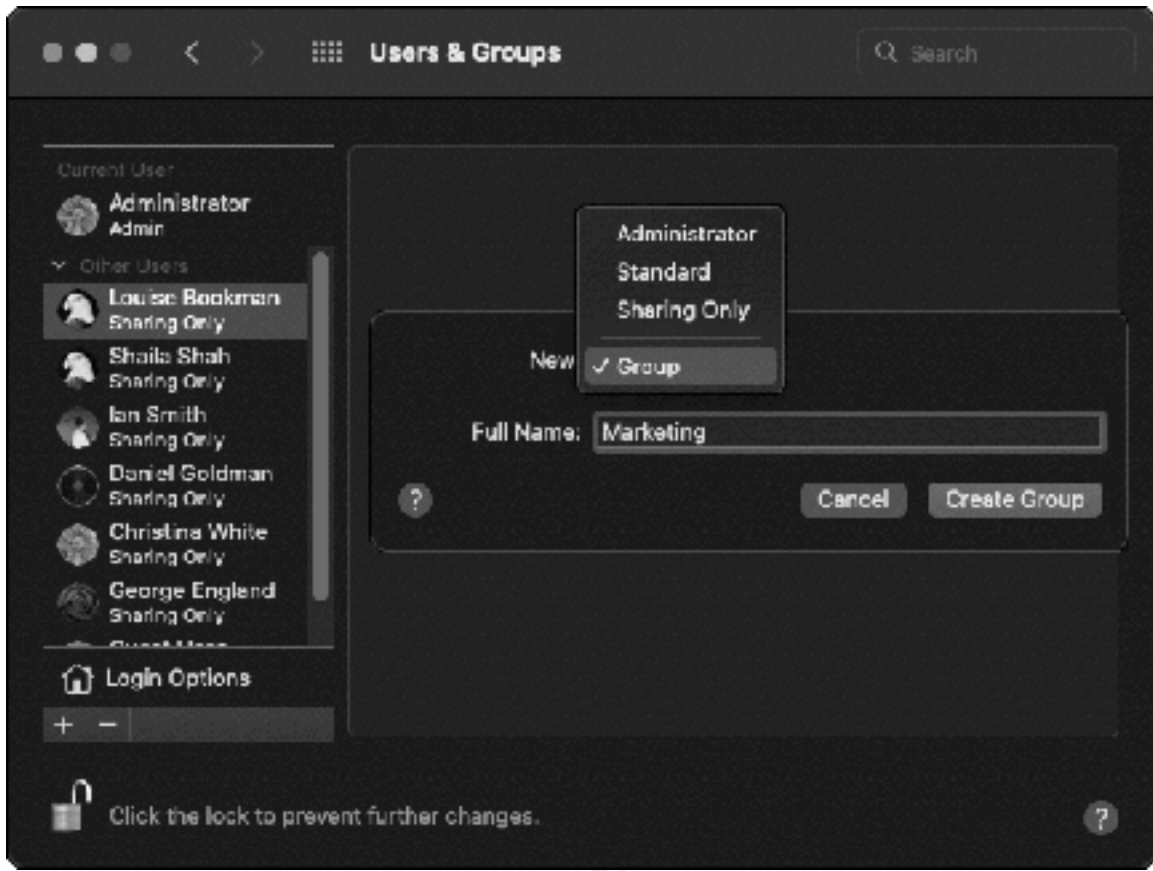 Users & Groups
Search
Current User
Administrator
Admin
Other Users
Louise Bookman
Sharing Only
Shaila Shah
Sharing Only
Ian Smith
Sharing Only
Daniel Goldman
Sharing Only
Christina White
Sharing Only
George England
Sharing Only
Login Options
+ −
Administrator
Standard
Sharing Only
New
✓ Group
Full Name: Marketing
?
Cancel
Create Group
Click the lock to prevent further changes.
?